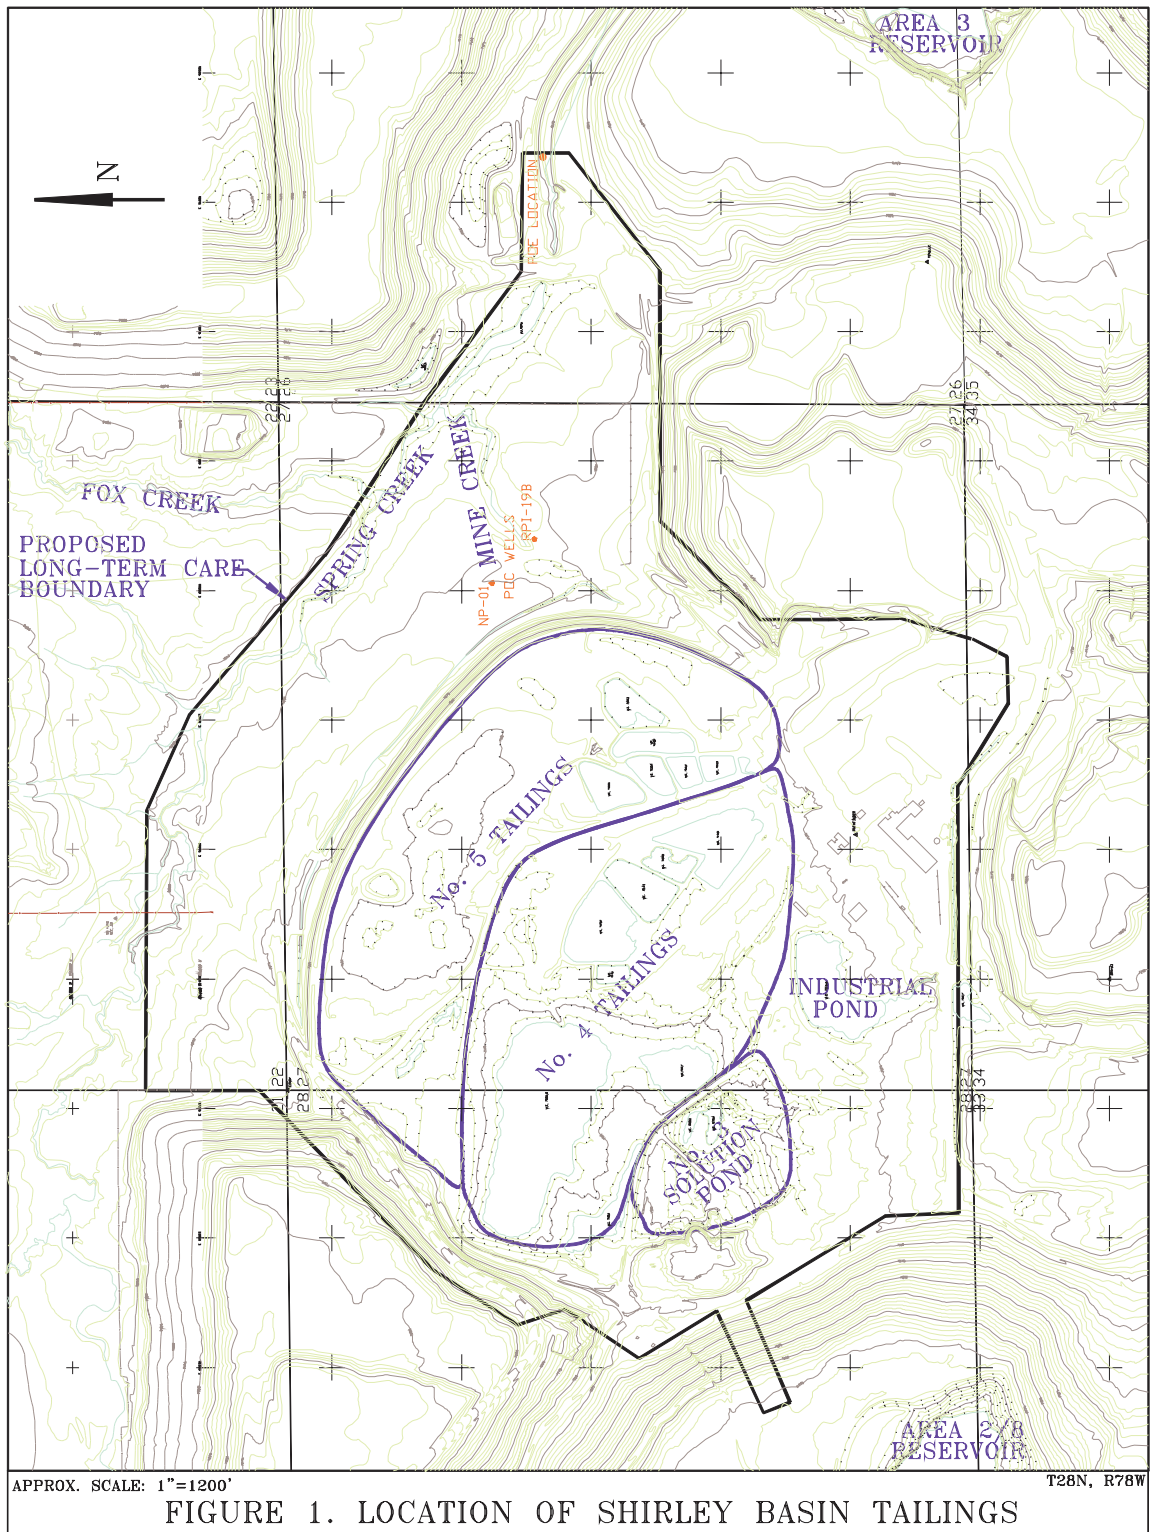 AREA 3
RESERVOIR
N
POE LOCATION
22 23
27 26
27 26
34 35
FOX CREEK
SPRING CREEK
MINE CREEK
PROPOSED
LONG-TERM CARE
BOUNDARY
RPI-19B
POC WELLS
NP-01
No. 5 TAILINGS
No. 4 TAILINGS
INDUSTRIAL
POND
21 22
28 27
28 27
33 34
No. 3
SOLUTION
POND
AREA 2/8
RESERVOIR
APPROX. SCALE: 1"=1200'
T28N, R78W
FIGURE 1. LOCATION OF SHIRLEY BASIN TAILINGS